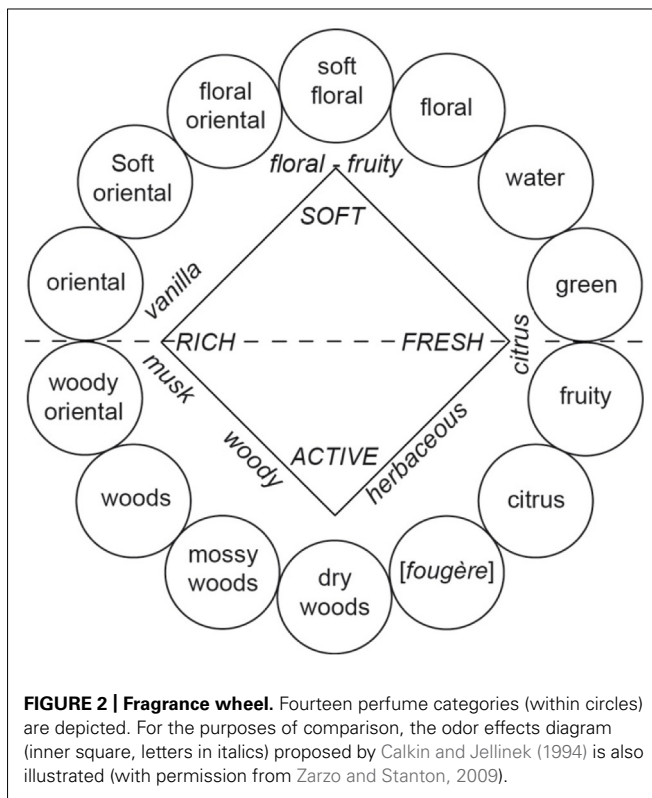 soft
floral
floral
oriental
floral
Soft
oriental
water
floral - fruity
SOFT
oriental
vanilla
green
RICH
FRESH
citrus
woody
oriental
musk
fruity
woody
ACTIVE
herbaceous
woods
citrus
mossy
woods
dry
woods
[fougère]
FIGURE 2 | Fragrance wheel. Fourteen perfume categories (within circles)
are depicted. For the purposes of comparison, the odor effects diagram
(inner square, letters in italics) proposed by Calkin and Jellinek (1994) is also
illustrated (with permission from Zarzo and Stanton, 2009).